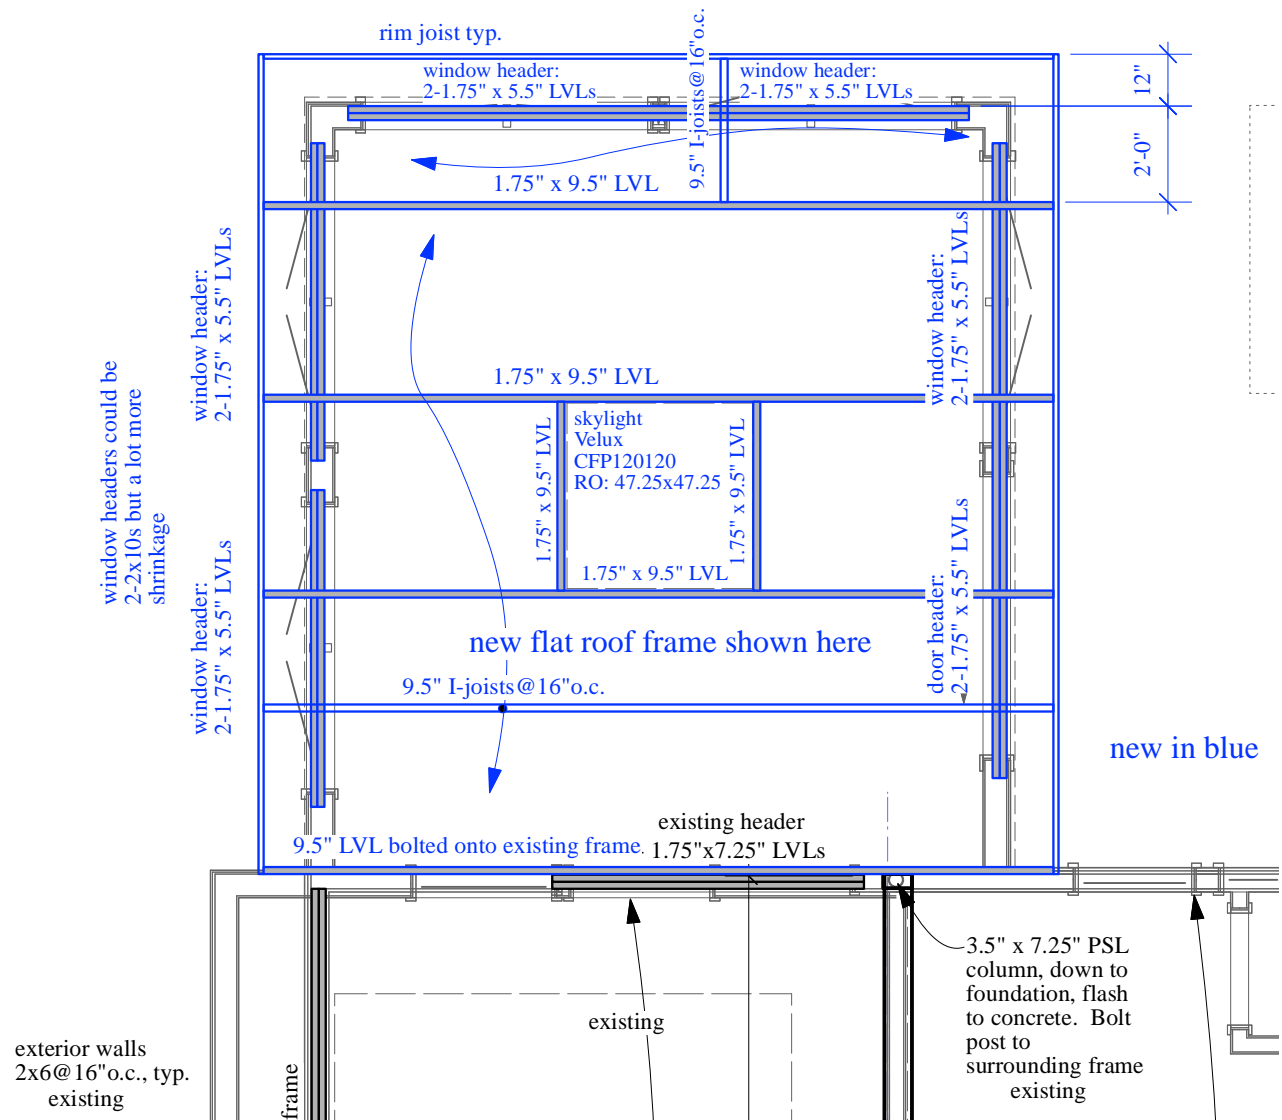 rim joist typ.
window header:
2-1.75" x 5.5" LVLs
9.5" I-joists@16"o.c.
window header:
2-1.75" x 5.5" LVLs
12"
2'-0"
1.75" x 9.5" LVL
window header:
2-1.75" x 5.5" LVLs
window header:
2-1.75" x 5.5" LVLs
1.75" x 9.5" LVL
window headers could be
2-2x10s but a lot more
shrinkage
1.75" x 9.5" LVL
skylight
Velux
CFP120120
RO: 47.25x47.25
1.75" x 9.5" LVL
1.75" x 9.5" LVL
window header:
2-1.75" x 5.5" LVLs
door header:
2-1.75" x 5.5" LVLs
new flat roof frame shown here
9.5" I-joists@16"o.c.
new in blue
existing header
1.75"x7.25" LVLs
9.5" LVL bolted onto existing frame.
3.5" x 7.25" PSL
column, down to
foundation, flash
to concrete.  Bolt
post to
surrounding frame
existing
existing
exterior walls
2x6@16"o.c., typ.
existing
frame